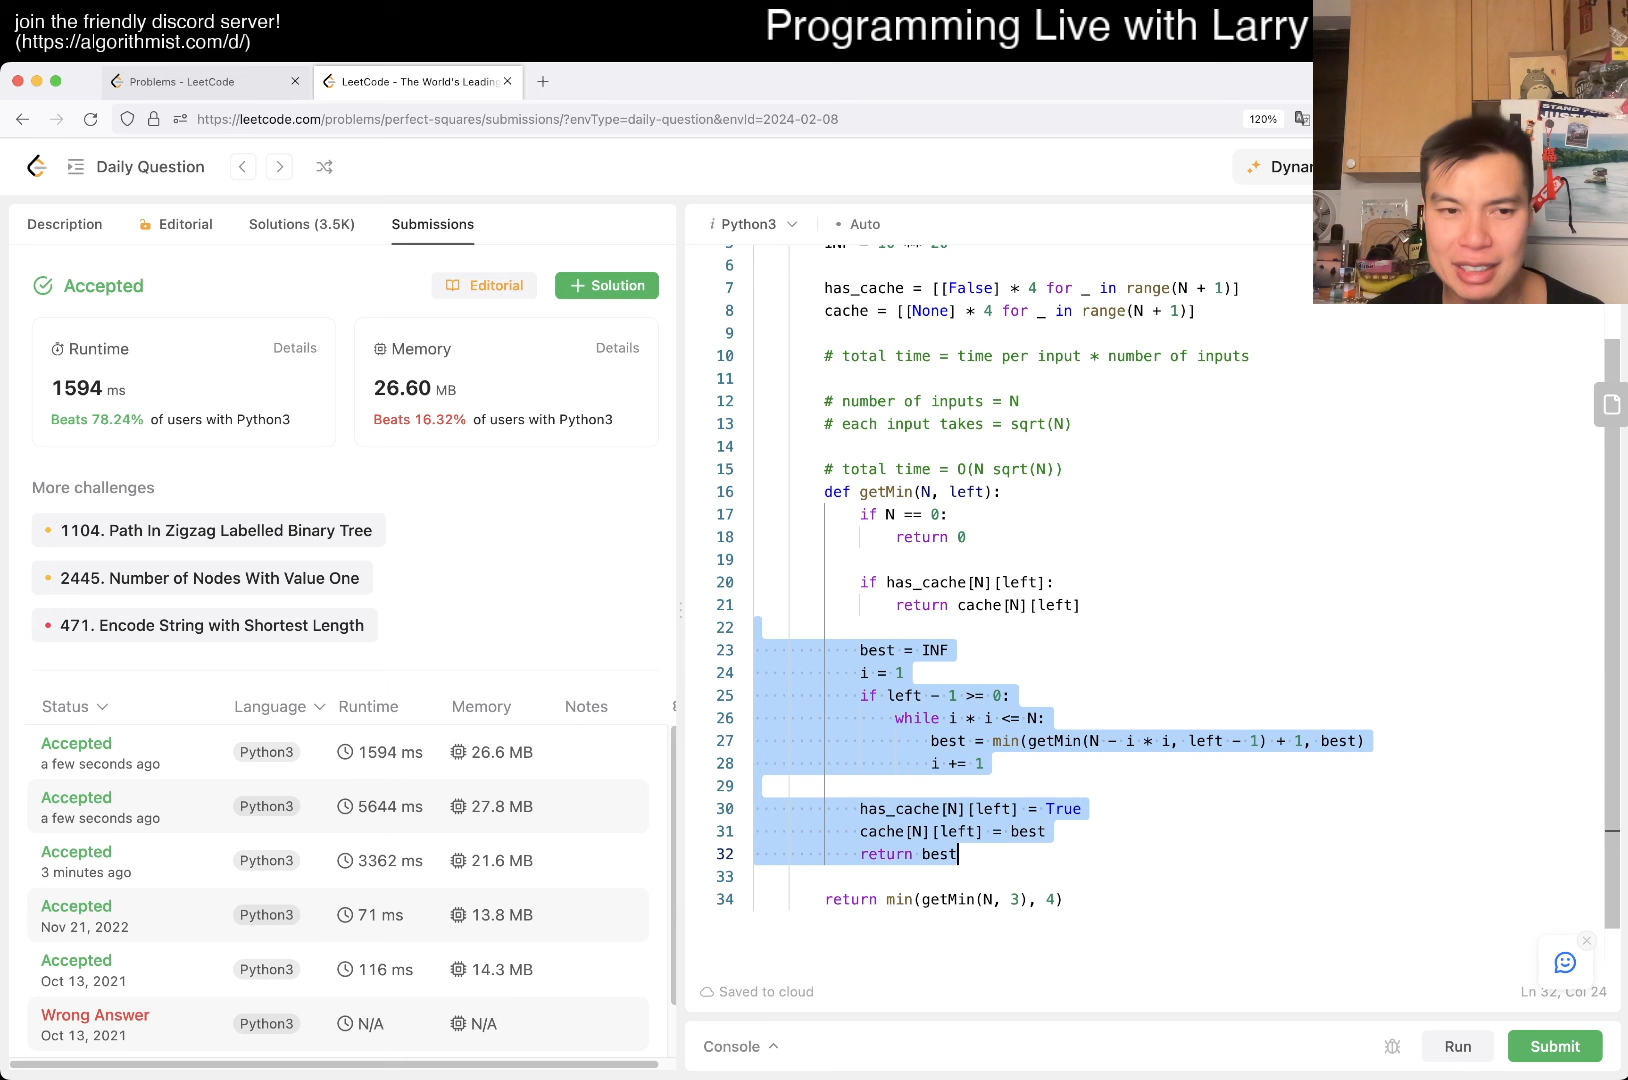 join the friendly discord server!
(https://algorithmist.com/d/)
Programming Live with Larry
Problems - LeetCode
LeetCode - The World's Leading
https://leetcode.com/problems/perfect-squares/submissions/?envType=daily-question&envId=2024-02-08
120%
Daily Question
Dynam
Description
Editorial
Solutions (3.5K)
Submissions
Accepted
Editorial
+ Solution
Runtime
Details
1594 ms
Beats 78.24% of users with Python3
Memory
Details
26.60 MB
Beats 16.32% of users with Python3
More challenges
1104. Path In Zigzag Labelled Binary Tree
2445. Number of Nodes With Value One
471. Encode String with Shortest Length
Status Language Runtime Memory Notes
Accepted
a few seconds ago
Python3 1594 ms 26.6 MB
Accepted
a few seconds ago
Python3 5644 ms 27.8 MB
Accepted
3 minutes ago
Python3 3362 ms 21.6 MB
Accepted
Nov 21, 2022
Python3 71 ms 13.8 MB
Accepted
Oct 13, 2021
Python3 116 ms 14.3 MB
Wrong Answer
Oct 13, 2021
Python3 N/A N/A
i Python3 • Auto
5 INF = 10 ** 20
6
7 has_cache = [[False] * 4 for _ in range(N + 1)]
8 cache = [[None] * 4 for _ in range(N + 1)]
9
10 # total time = time per input * number of inputs
11
12 # number of inputs = N
13 # each input takes = sqrt(N)
14
15 # total time = O(N sqrt(N))
16 def getMin(N, left):
17 if N == 0:
18 return 0
19
20 if has_cache[N][left]:
21 return cache[N][left]
22
23 best = INF
24 i = 1
25 if left - 1 >= 0:
26 while i * i <= N:
27 best = min(getMin(N - i * i, left - 1) + 1, best)
28 i += 1
29
30 has_cache[N][left] = True
31 cache[N][left] = best
32 return best
33
34 return min(getMin(N, 3), 4)
Saved to cloud
Ln 32, Col 24
Console
Run
Submit